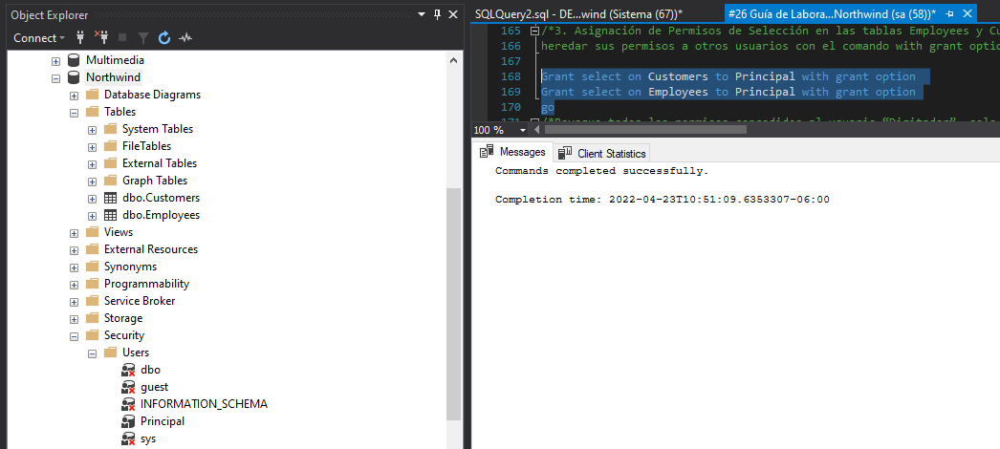 Object Explorer
Connect
Multimedia
Northwind
Database Diagrams
Tables
System Tables
FileTables
External Tables
Graph Tables
dbo.Customers
dbo.Employees
Views
External Resources
Synonyms
Programmability
Service Broker
Storage
Security
Users
dbo
guest
INFORMATION_SCHEMA
Principal
sys
SQLQuery2.sql - DE...wind (Sistema (67))*
#26 Guía de Labora...Northwind (sa (58))*
165 /*3. Asignación de Permisos de Selección en las tablas Employees y Cu
166 heredar sus permisos a otros usuarios con el comando with grant optio
167
168 Grant select on Customers to Principal with grant option
169 Grant select on Employees to Principal with grant option
170 go
100 %
Messages
Client Statistics
Commands completed successfully.
Completion time: 2022-04-23T10:51:09.6353307-06:00